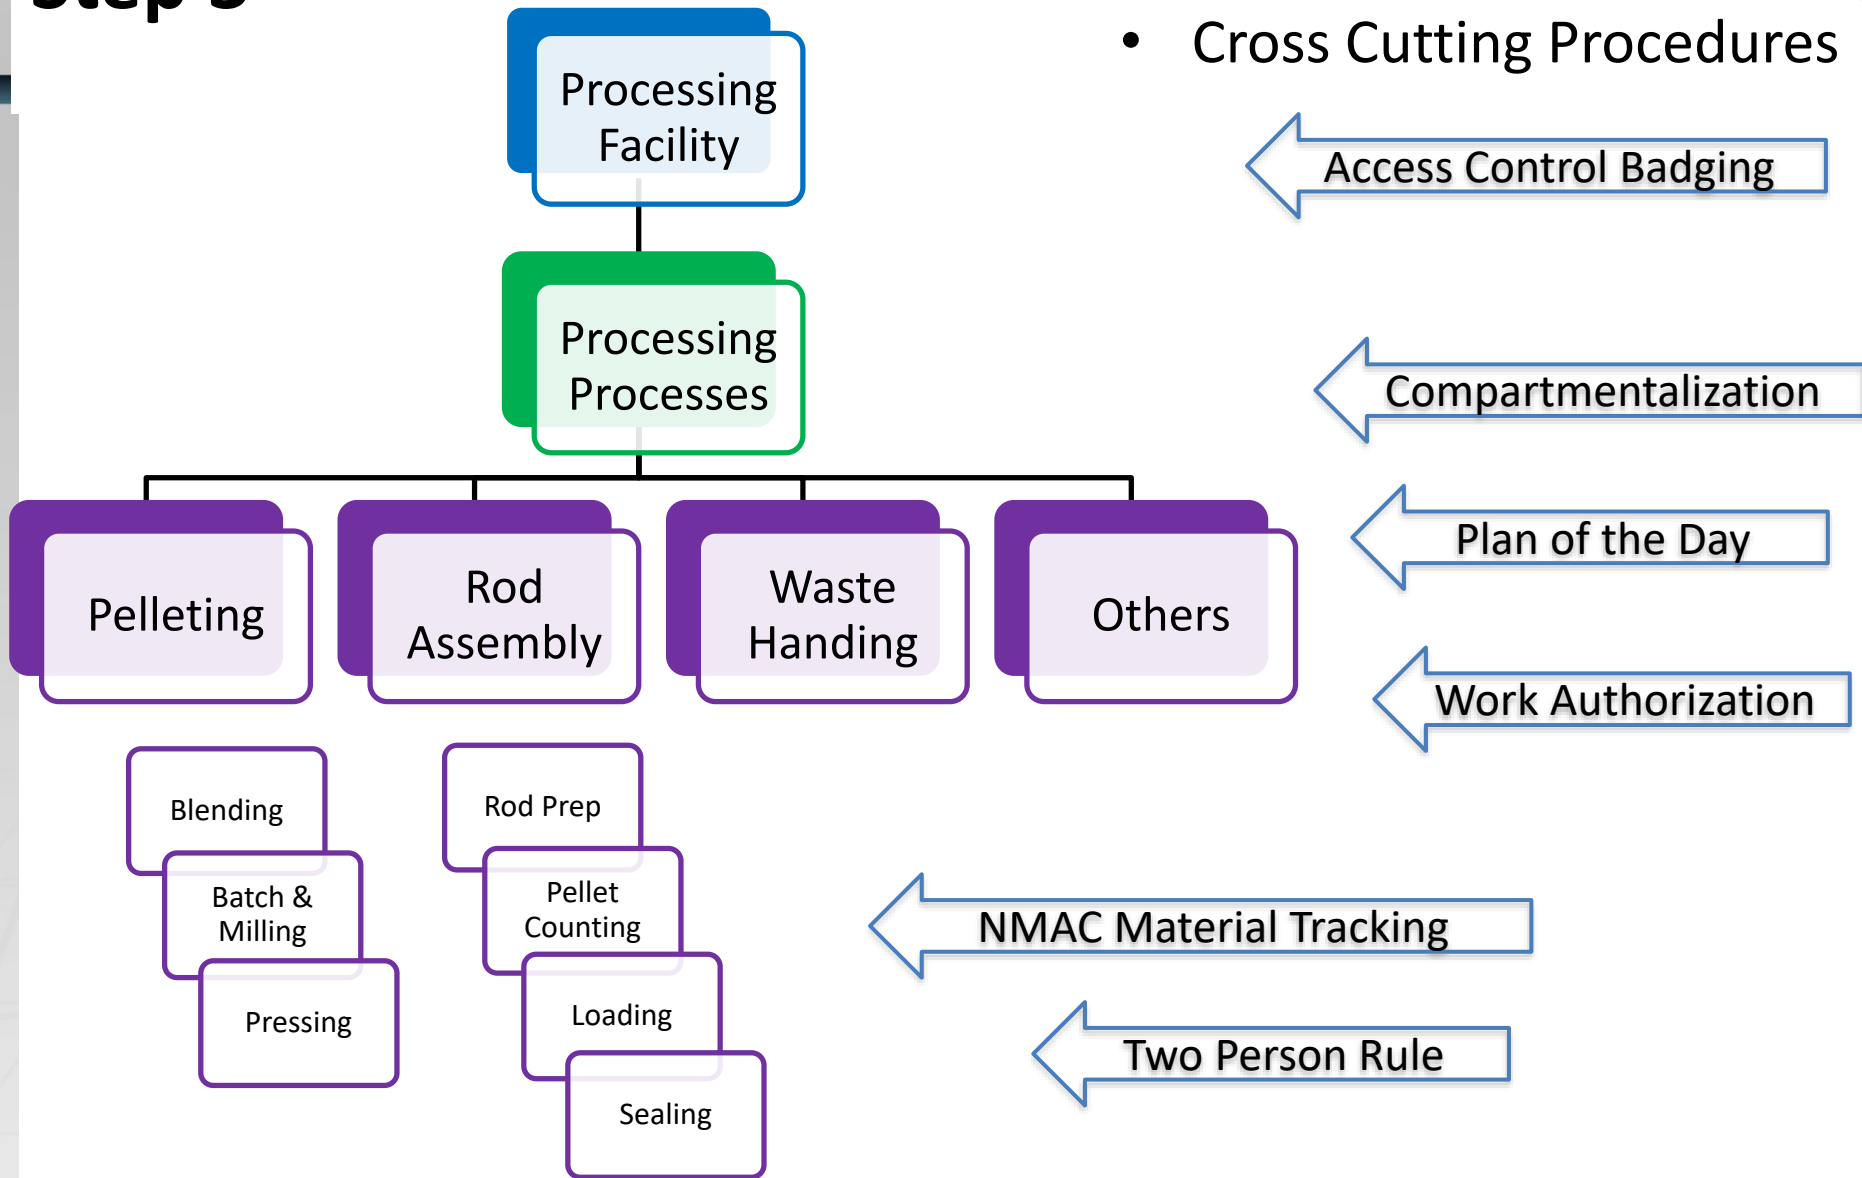 • Cross Cutting Procedures
Processing
Facility
Access Control Badging
Processing
Processes
Compartmentalization
Pelleting
Rod
Assembly
Waste
Handing
Others
Plan of the Day
Work Authorization
Blending
Batch &
Milling
Pressing
Rod Prep
Pellet
Counting
Loading
Sealing
NMAC Material Tracking
Two Person Rule